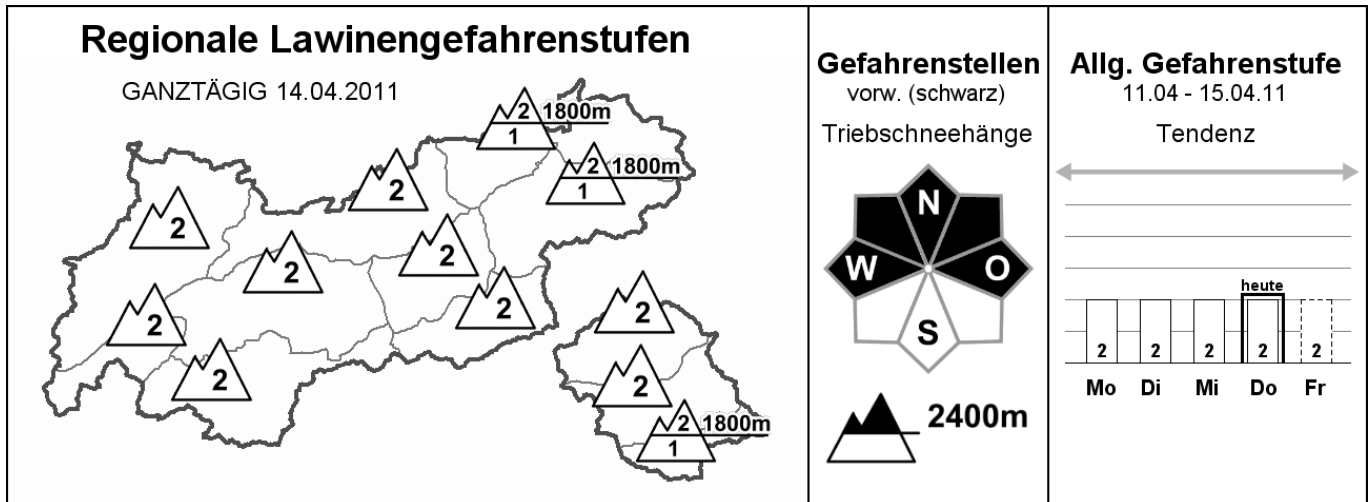 Regionale Lawinengefahrenstufen
GANZTÄGIG 14.04.2011
2 1800m
1
2 1800m
1
2
2
2
2
2
2
2
2
2
2 1800m
1
Gefahrenstellen
vorw. (schwarz)
Triebschneehänge
N
W O
S
2400m
Allg. Gefahrenstufe
11.04 - 15.04.11
Tendenz
heute
2 2 2 2 2
Mo Di Mi Do Fr